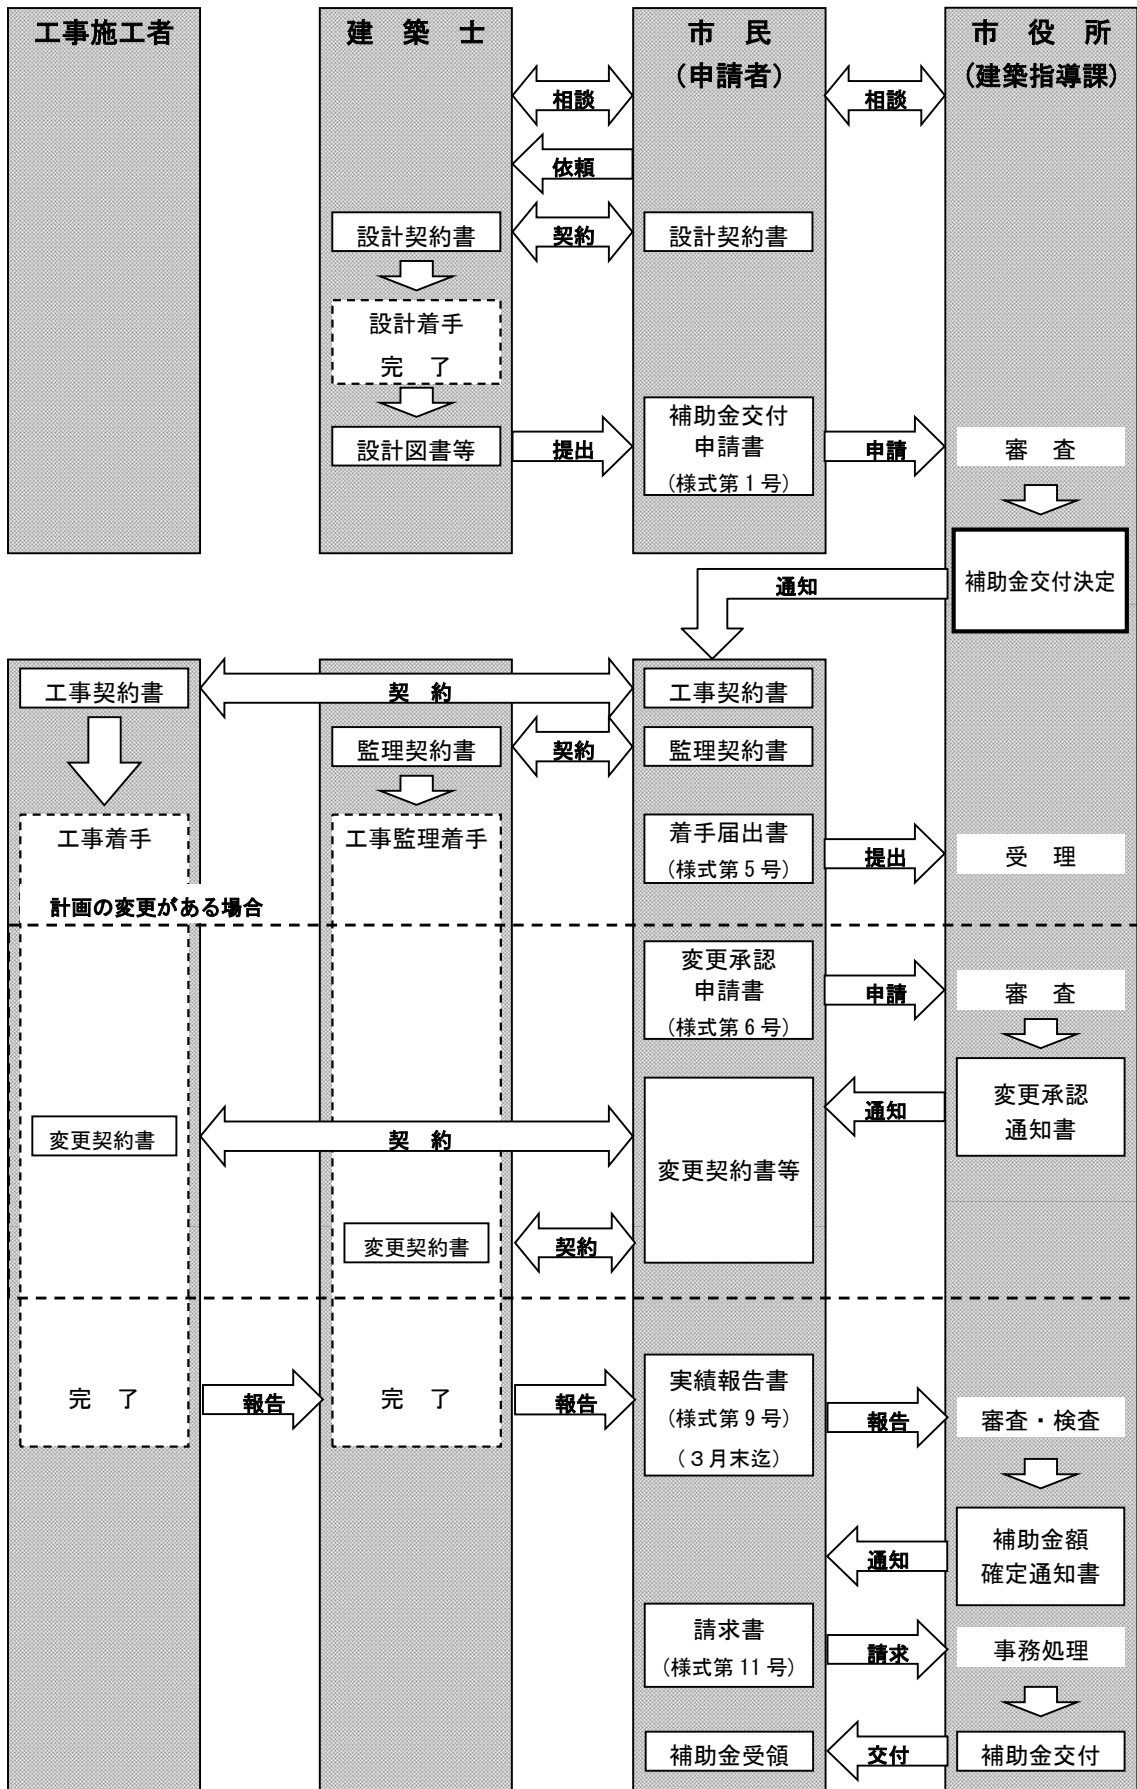 工事施工者
建 築 士
市 民
(申請者)
市 役 所
(建築指導課)
相談
相談
依頼
設計契約書
契約
設計契約書
設計着手
完 了
設計図書等
提出
補助金交付
申請書
(様式第1号)
申請
審 査
補助金交付決定
通知
工事契約書
契 約
工事契約書
監理契約書
契約
監理契約書
工事着手
工事監理着手
着手届出書
(様式第5号)
提出
受 理
計画の変更がある場合
変更承認
申請書
(様式第6号)
申請
審 査
変更承認
通知書
通知
変更契約書
契 約
変更契約書等
変更契約書
契約
完 了
報告
完 了
報告
実績報告書
(様式第9号)
(3月末迄)
報告
審査・検査
補助金額
確定通知書
通知
請求書
(様式第11号)
請求
事務処理
補助金受領
交付
補助金交付